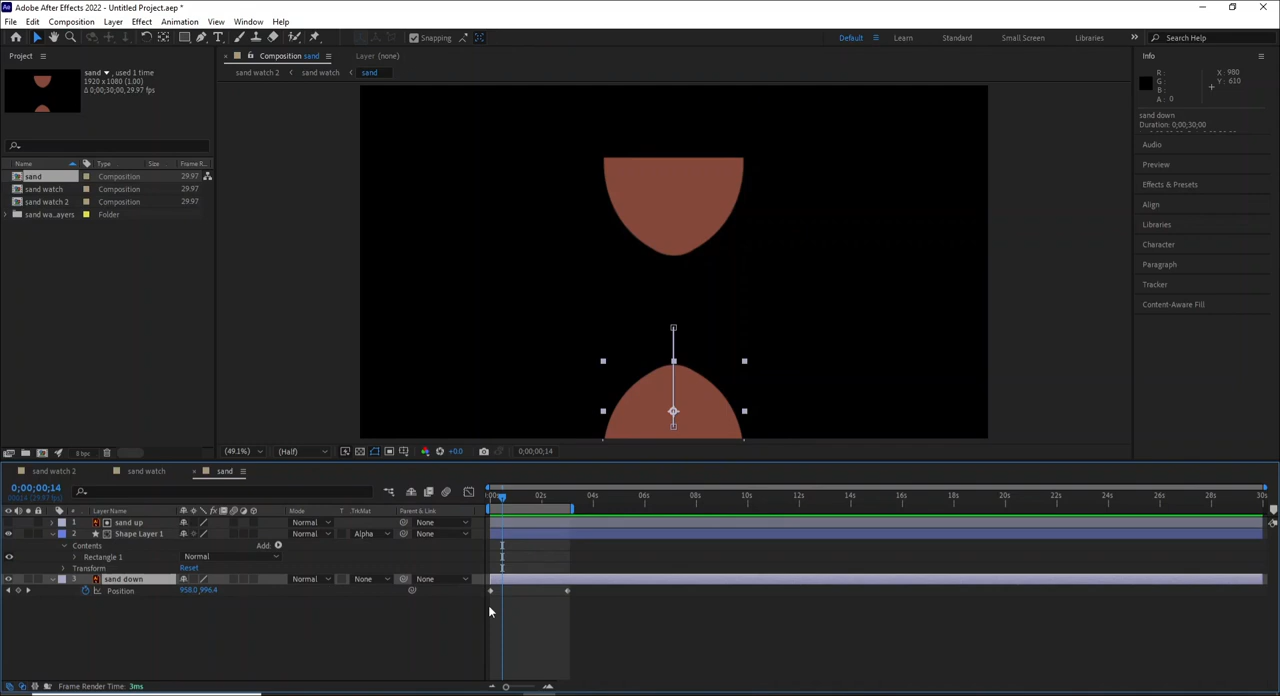 Adobe After Effects 2022 - Untitled Project.aep *
File Edit Composition Layer Effect Animation View Window Help
Snapping Default Learn Standard Small Screen Libraries Search Help
Project Composition sand Layer (none) Info
sand watch 2 sand watch sand
sand , used 1 time
1920 x 1080 (1.00)
Δ 0;00;30;00, 29.97 fps
R :
G :
B :
A : 0
X : 980
Y : 610
sand down
Duration: 0;00;30;00
Audio
Preview
Effects & Presets
Align
Libraries
Character
Paragraph
Tracker
Content-Aware Fill
Name Type Size Frame R..
sand Composition 29.97
sand watch Composition 29.97
sand watch 2 Composition 29.97
sand wa...ayers Folder
8 bpc (49.1%) (Half) +0.0 0;00;00;14
sand watch 2 sand watch sand
0;00;00;14
00014 (29.97 fps)
:00s 02s 04s 06s 08s 10s 12s 14s 16s 18s 20s 22s 24s 26s 28s 30s
# Layer Name Mode T TrkMat Parent & Link
1 sand up Normal None
2 Shape Layer 1 Normal Alpha None
Contents Add:
Rectangle 1 Normal
Transform Reset
3 sand down Normal None None
Position 958.0,996.4
Frame Render Time: 3ms